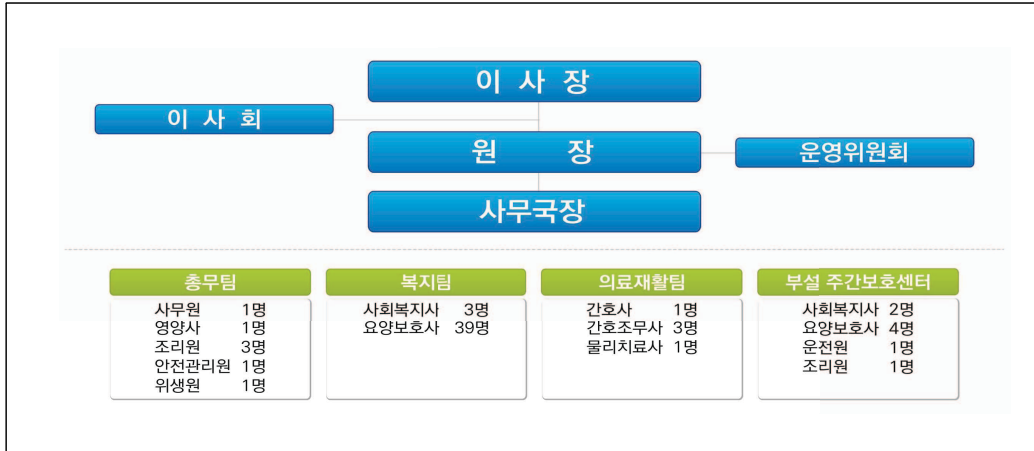 이 사 장
이 사 회
원 장
운영위원회
사무국장
총무팀
사무원 1명
영양사 1명
조리원 3명
안전관리원 1명
위생원 1명
복지팀
사회복지사 3명
요양보호사 39명
의료재활팀
간호사 1명
간호조무사 3명
물리치료사 1명
부설 주간보호센터
사회복지사 2명
요양보호사 4명
운전원 1명
조리원 1명